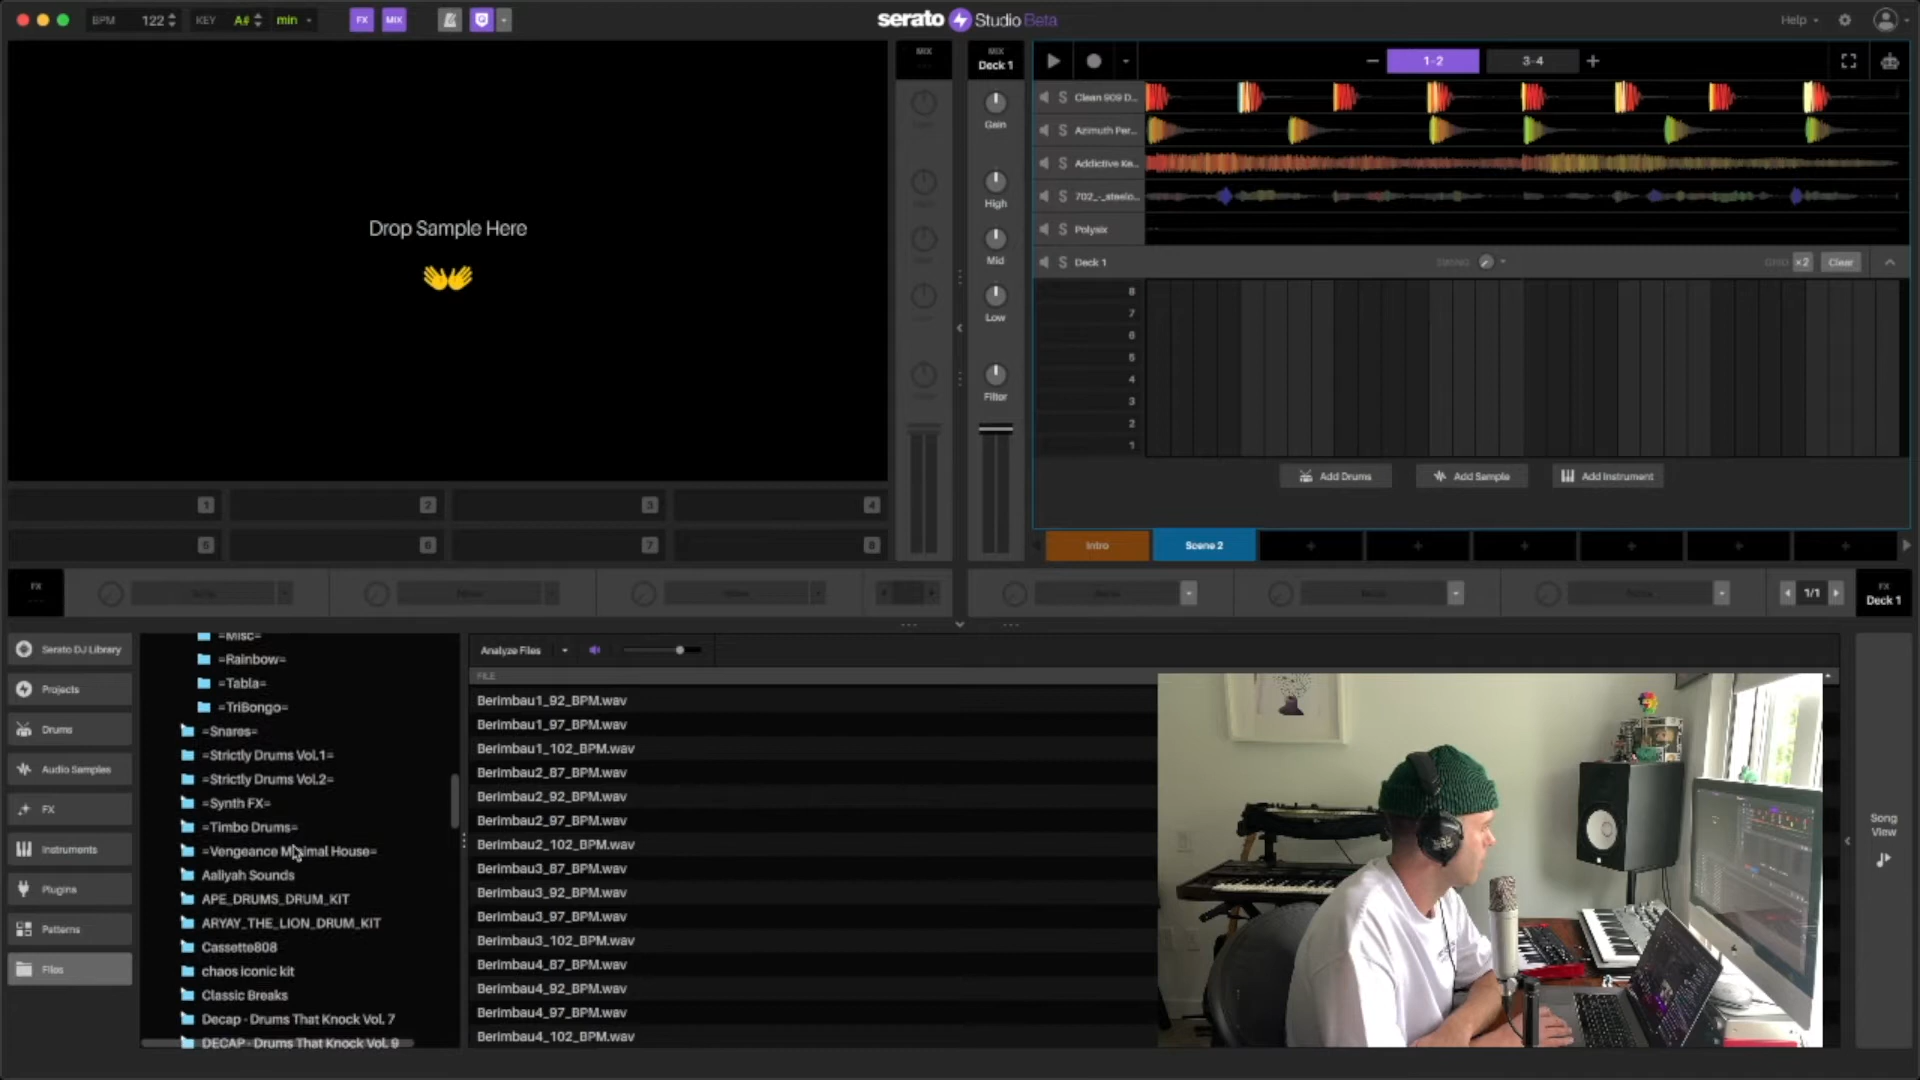 BPM 122 KEY A# min FX MIX
serato Studio Beta
Help
MIX
MIX
Deck 1
1-2 3-4
Clean 909 D...
Azimuth Per...
Addictive Ke...
702_-_steelo...
Polysix
Deck 1
x2 Clear
Gain
High
Mid
Low
Filter
Drop Sample Here
8
7
6
5
4
3
2
1
Add Drums Add Sample Add Instrument
1 2 3 4
5 6 7 8
Intro Scene 2
FX
1/1
FX
Deck 1
Serato DJ Library
Projects
Drums
Audio Samples
FX
Instruments
Plugins
Patterns
Files
=Misc=
=Rainbow=
=Tabla=
=TriBongo=
=Snares=
=Strictly Drums Vol.1=
=Strictly Drums Vol.2=
=Synth FX=
=Timbo Drums=
=Vengeance Minimal House=
Aaliyah Sounds
APE_DRUMS_DRUM_KIT
ARYAY_THE_LION_DRUM_KIT
Cassette808
chaos iconic kit
Classic Breaks
Decap - Drums That Knock Vol. 7
DECAP - Drums That Knock Vol. 9
Analyze Files
FILE
Berimbau1_92_BPM.wav
Berimbau1_97_BPM.wav
Berimbau1_102_BPM.wav
Berimbau2_87_BPM.wav
Berimbau2_92_BPM.wav
Berimbau2_97_BPM.wav
Berimbau2_102_BPM.wav
Berimbau3_87_BPM.wav
Berimbau3_92_BPM.wav
Berimbau3_97_BPM.wav
Berimbau3_102_BPM.wav
Berimbau4_87_BPM.wav
Berimbau4_92_BPM.wav
Berimbau4_97_BPM.wav
Berimbau4_102_BPM.wav
Song
View